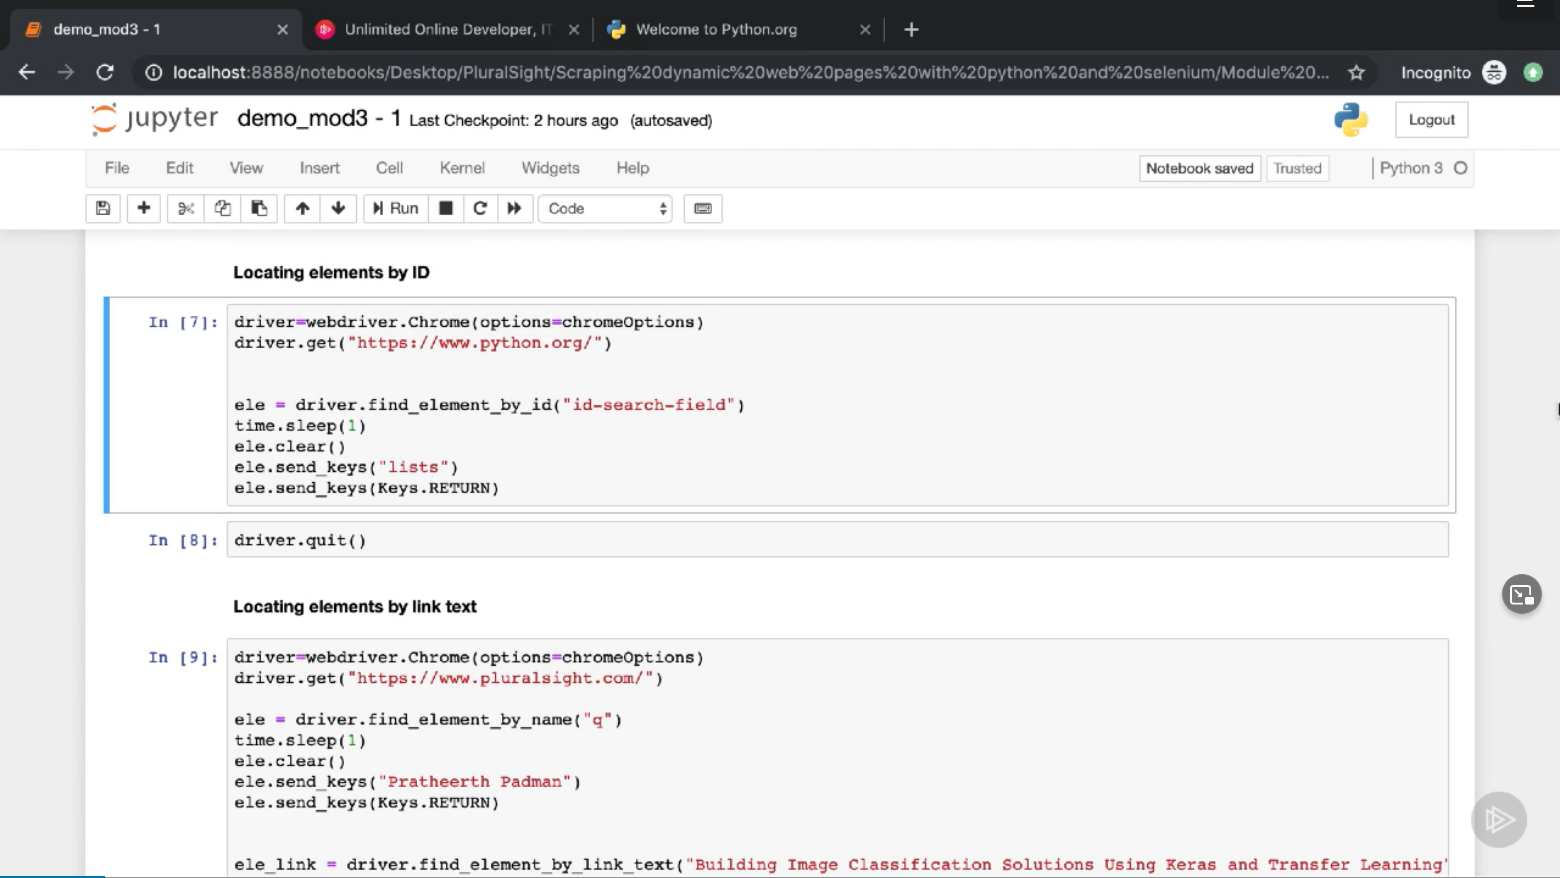 demo_mod3 - 1
Unlimited Online Developer, IT
Welcome to Python.org
localhost:8888/notebooks/Desktop/PluralSight/Scraping%20dynamic%20web%20pages%20with%20python%20and%20selenium/Module%20...
Incognito
jupyter demo_mod3 - 1 Last Checkpoint: 2 hours ago (autosaved)
Logout
File Edit View Insert Cell Kernel Widgets Help
Notebook saved Trusted Python 3
Run Code
Locating elements by ID
In [7]:
driver=webdriver.Chrome(options=chromeOptions)
driver.get("https://www.python.org/")
ele = driver.find_element_by_id("id-search-field")
time.sleep(1)
ele.clear()
ele.send_keys("lists")
ele.send_keys(Keys.RETURN)
In [8]: driver.quit()
Locating elements by link text
In [9]:
driver=webdriver.Chrome(options=chromeOptions)
driver.get("https://www.pluralsight.com/")
ele = driver.find_element_by_name("q")
time.sleep(1)
ele.clear()
ele.send_keys("Pratheerth Padman")
ele.send_keys(Keys.RETURN)
ele_link = driver.find_element_by_link_text("Building Image Classification Solutions Using Keras and Transfer Learning"